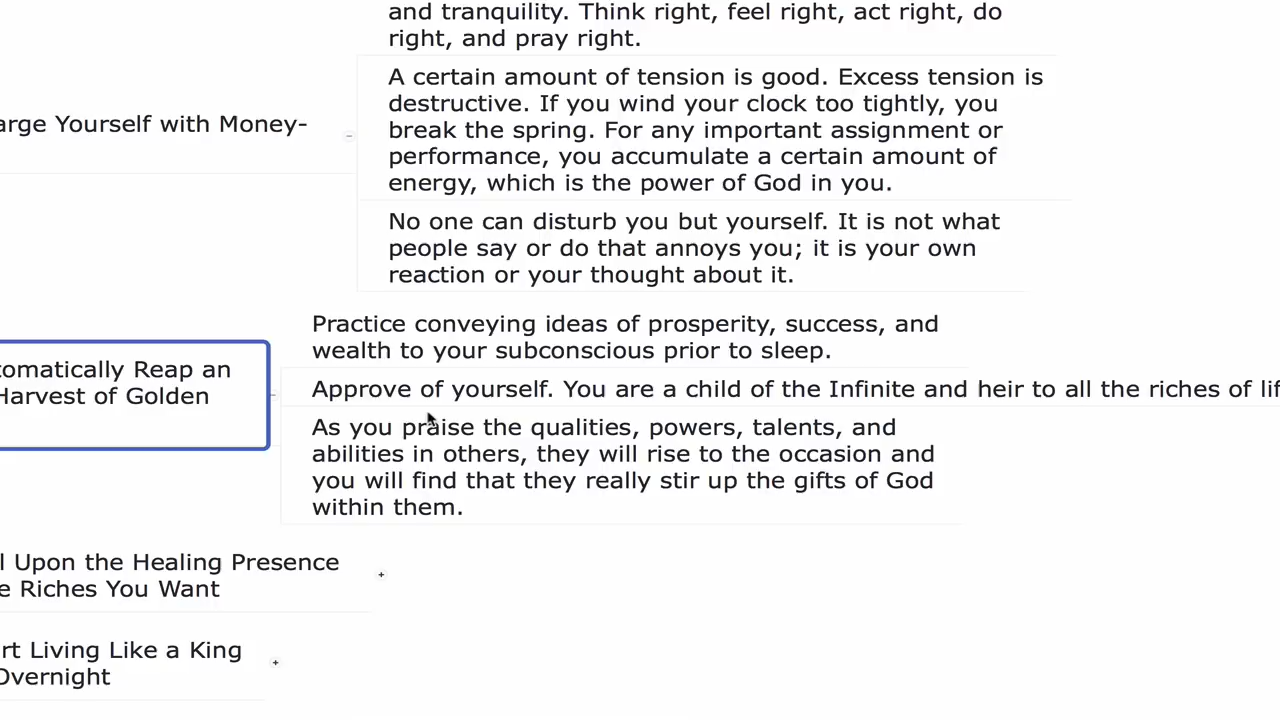 and tranquility. Think right, feel right, act right, do
right, and pray right.
A certain amount of tension is good. Excess tension is
destructive. If you wind your clock too tightly, you
break the spring. For any important assignment or
performance, you accumulate a certain amount of
energy, which is the power of God in you.
Yourself with Money-
No one can disturb you but yourself. It is not what
people say or do that annoys you; it is your own
reaction or your thought about it.
Practice conveying ideas of prosperity, success, and
wealth to your subconscious prior to sleep.
Reap an
Harvest of Golden
Approve of yourself. You are a child of the Infinite and heir to all the riches of
As you praise the qualities, powers, talents, and
abilities in others, they will rise to the occasion and
you will find that they really stir up the gifts of God
within them.
Upon the Healing Presence
Riches You Want
Living Like a King
Overnight